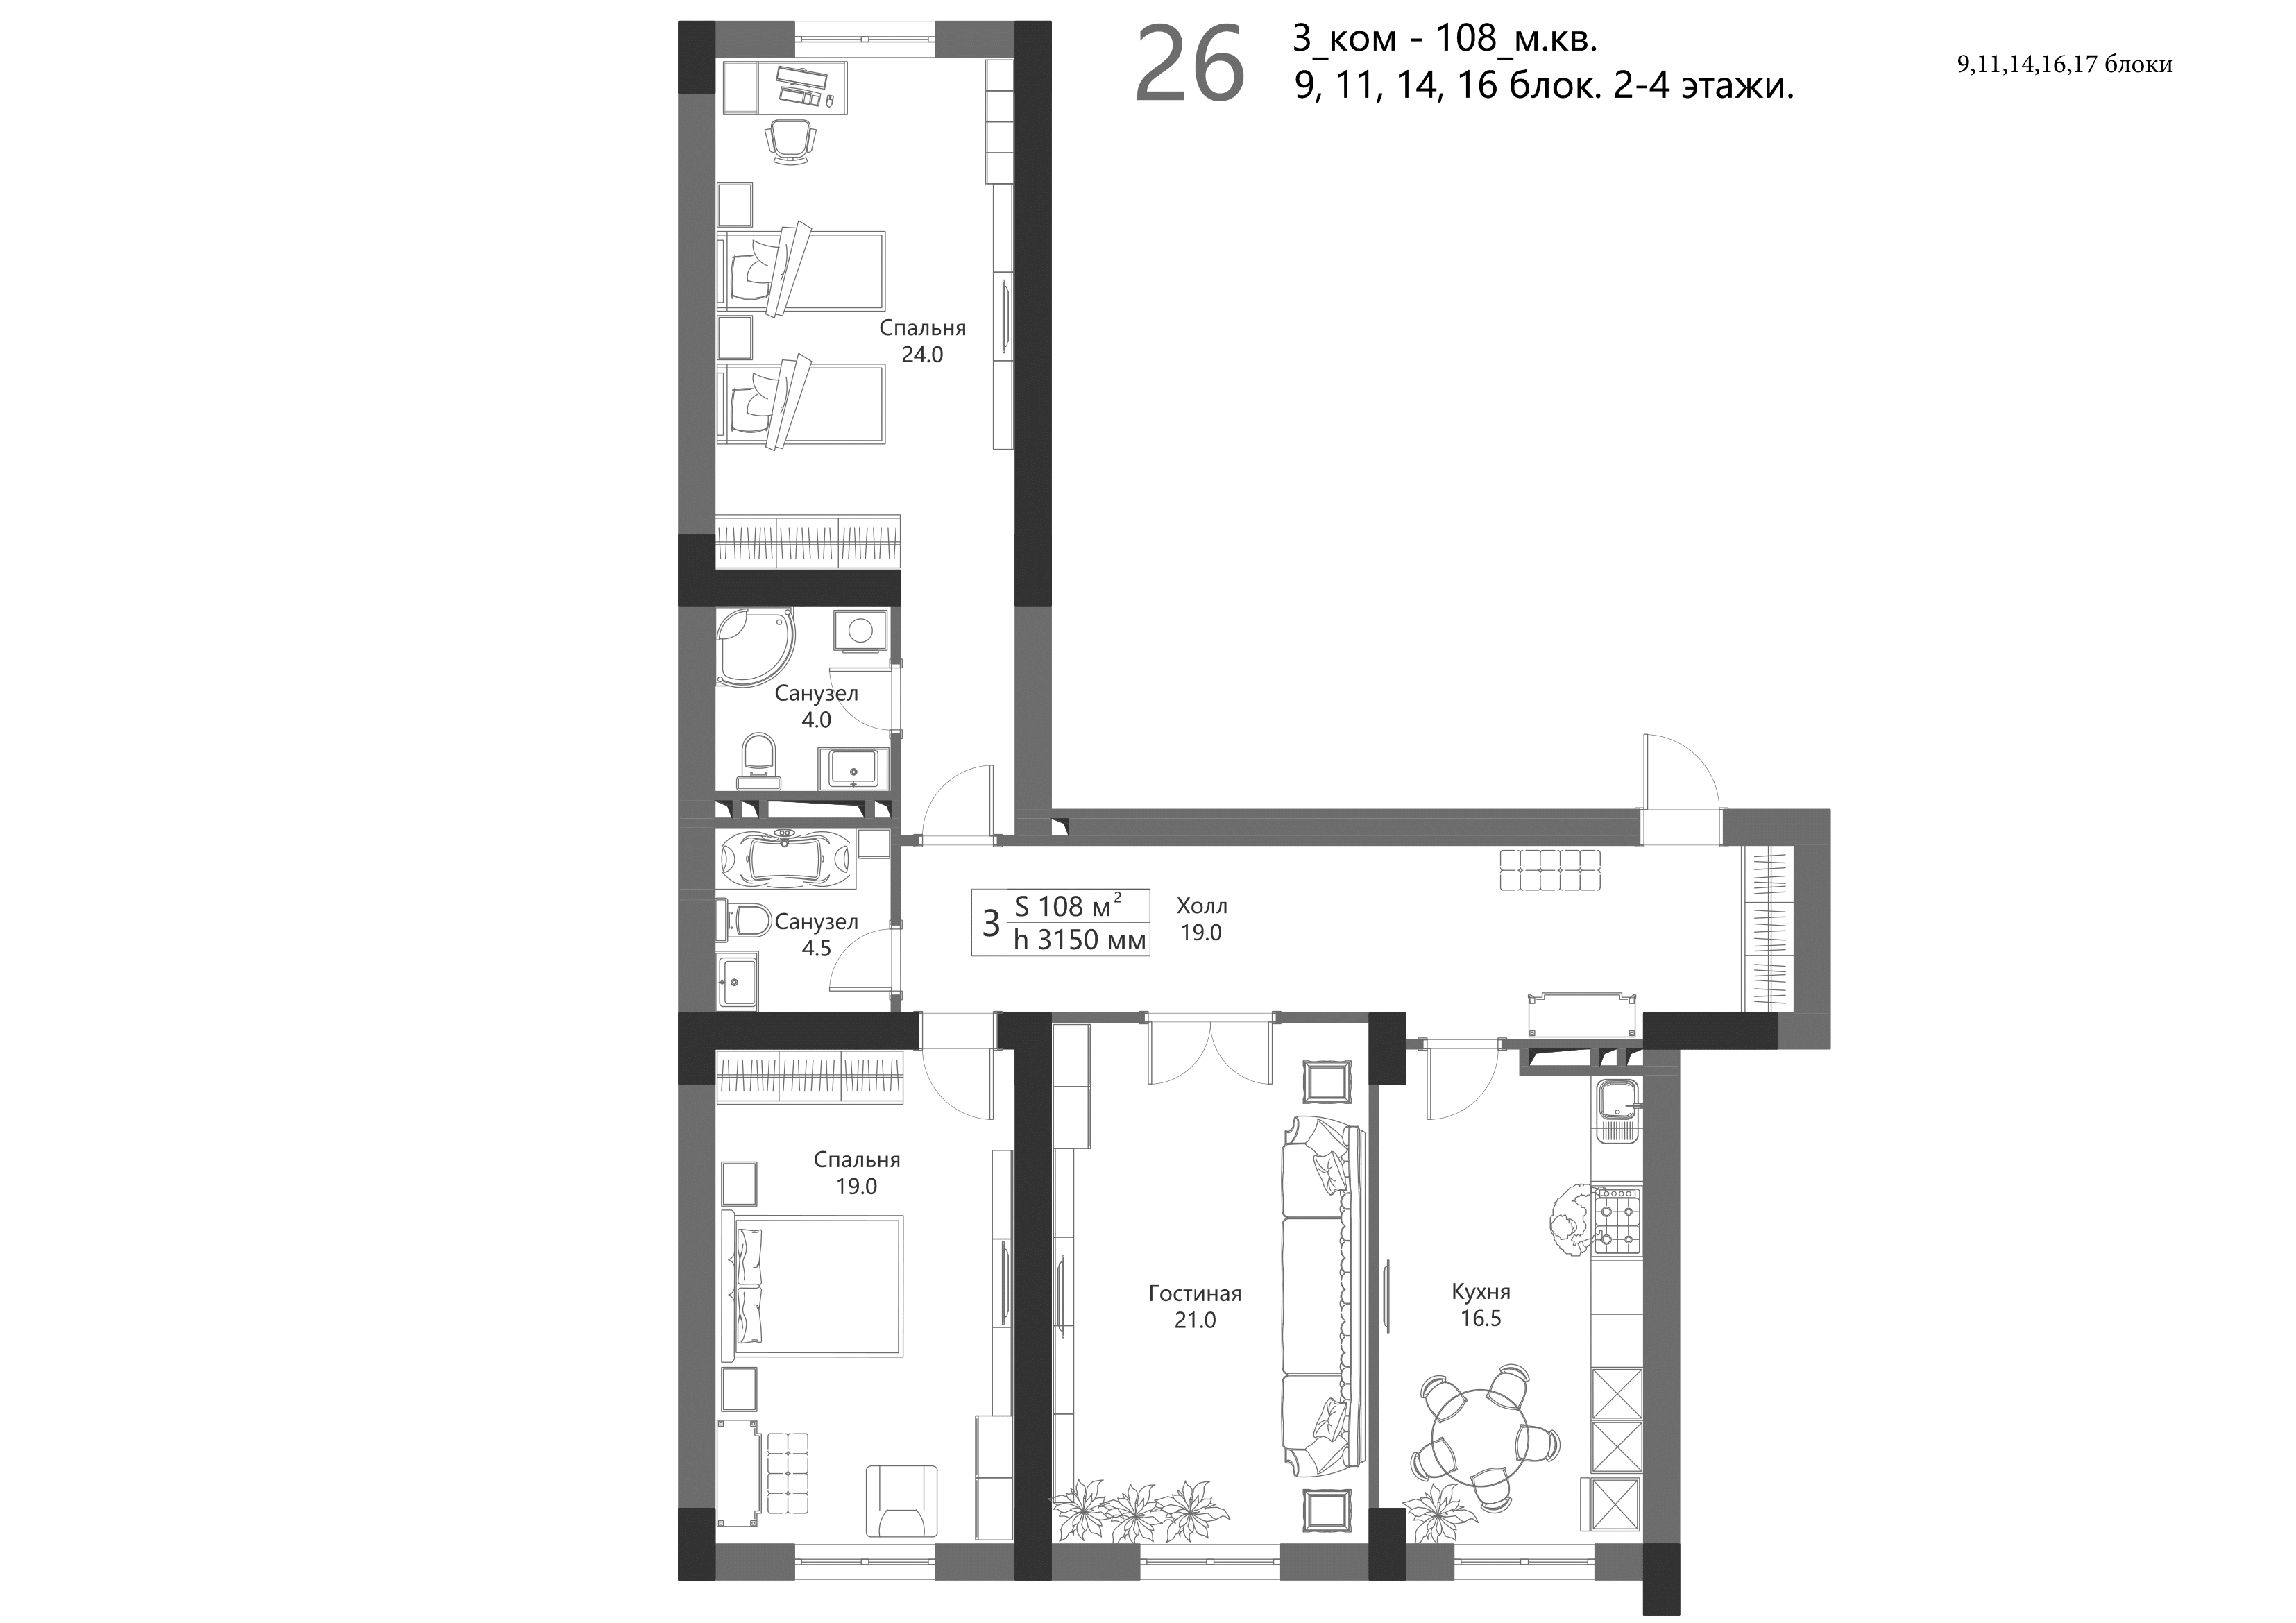 26
3_ком - 108_м.кв.
9, 11, 14, 16 блок. 2-4 этажи.
9,11,14,16,17 блоки
Спальня
24.0
Санузел
4.0
3
S 108 м²
h 3150 мм
Холл
19.0
Санузел
4.5
Спальня
19.0
Гостиная
21.0
Кухня
16.5